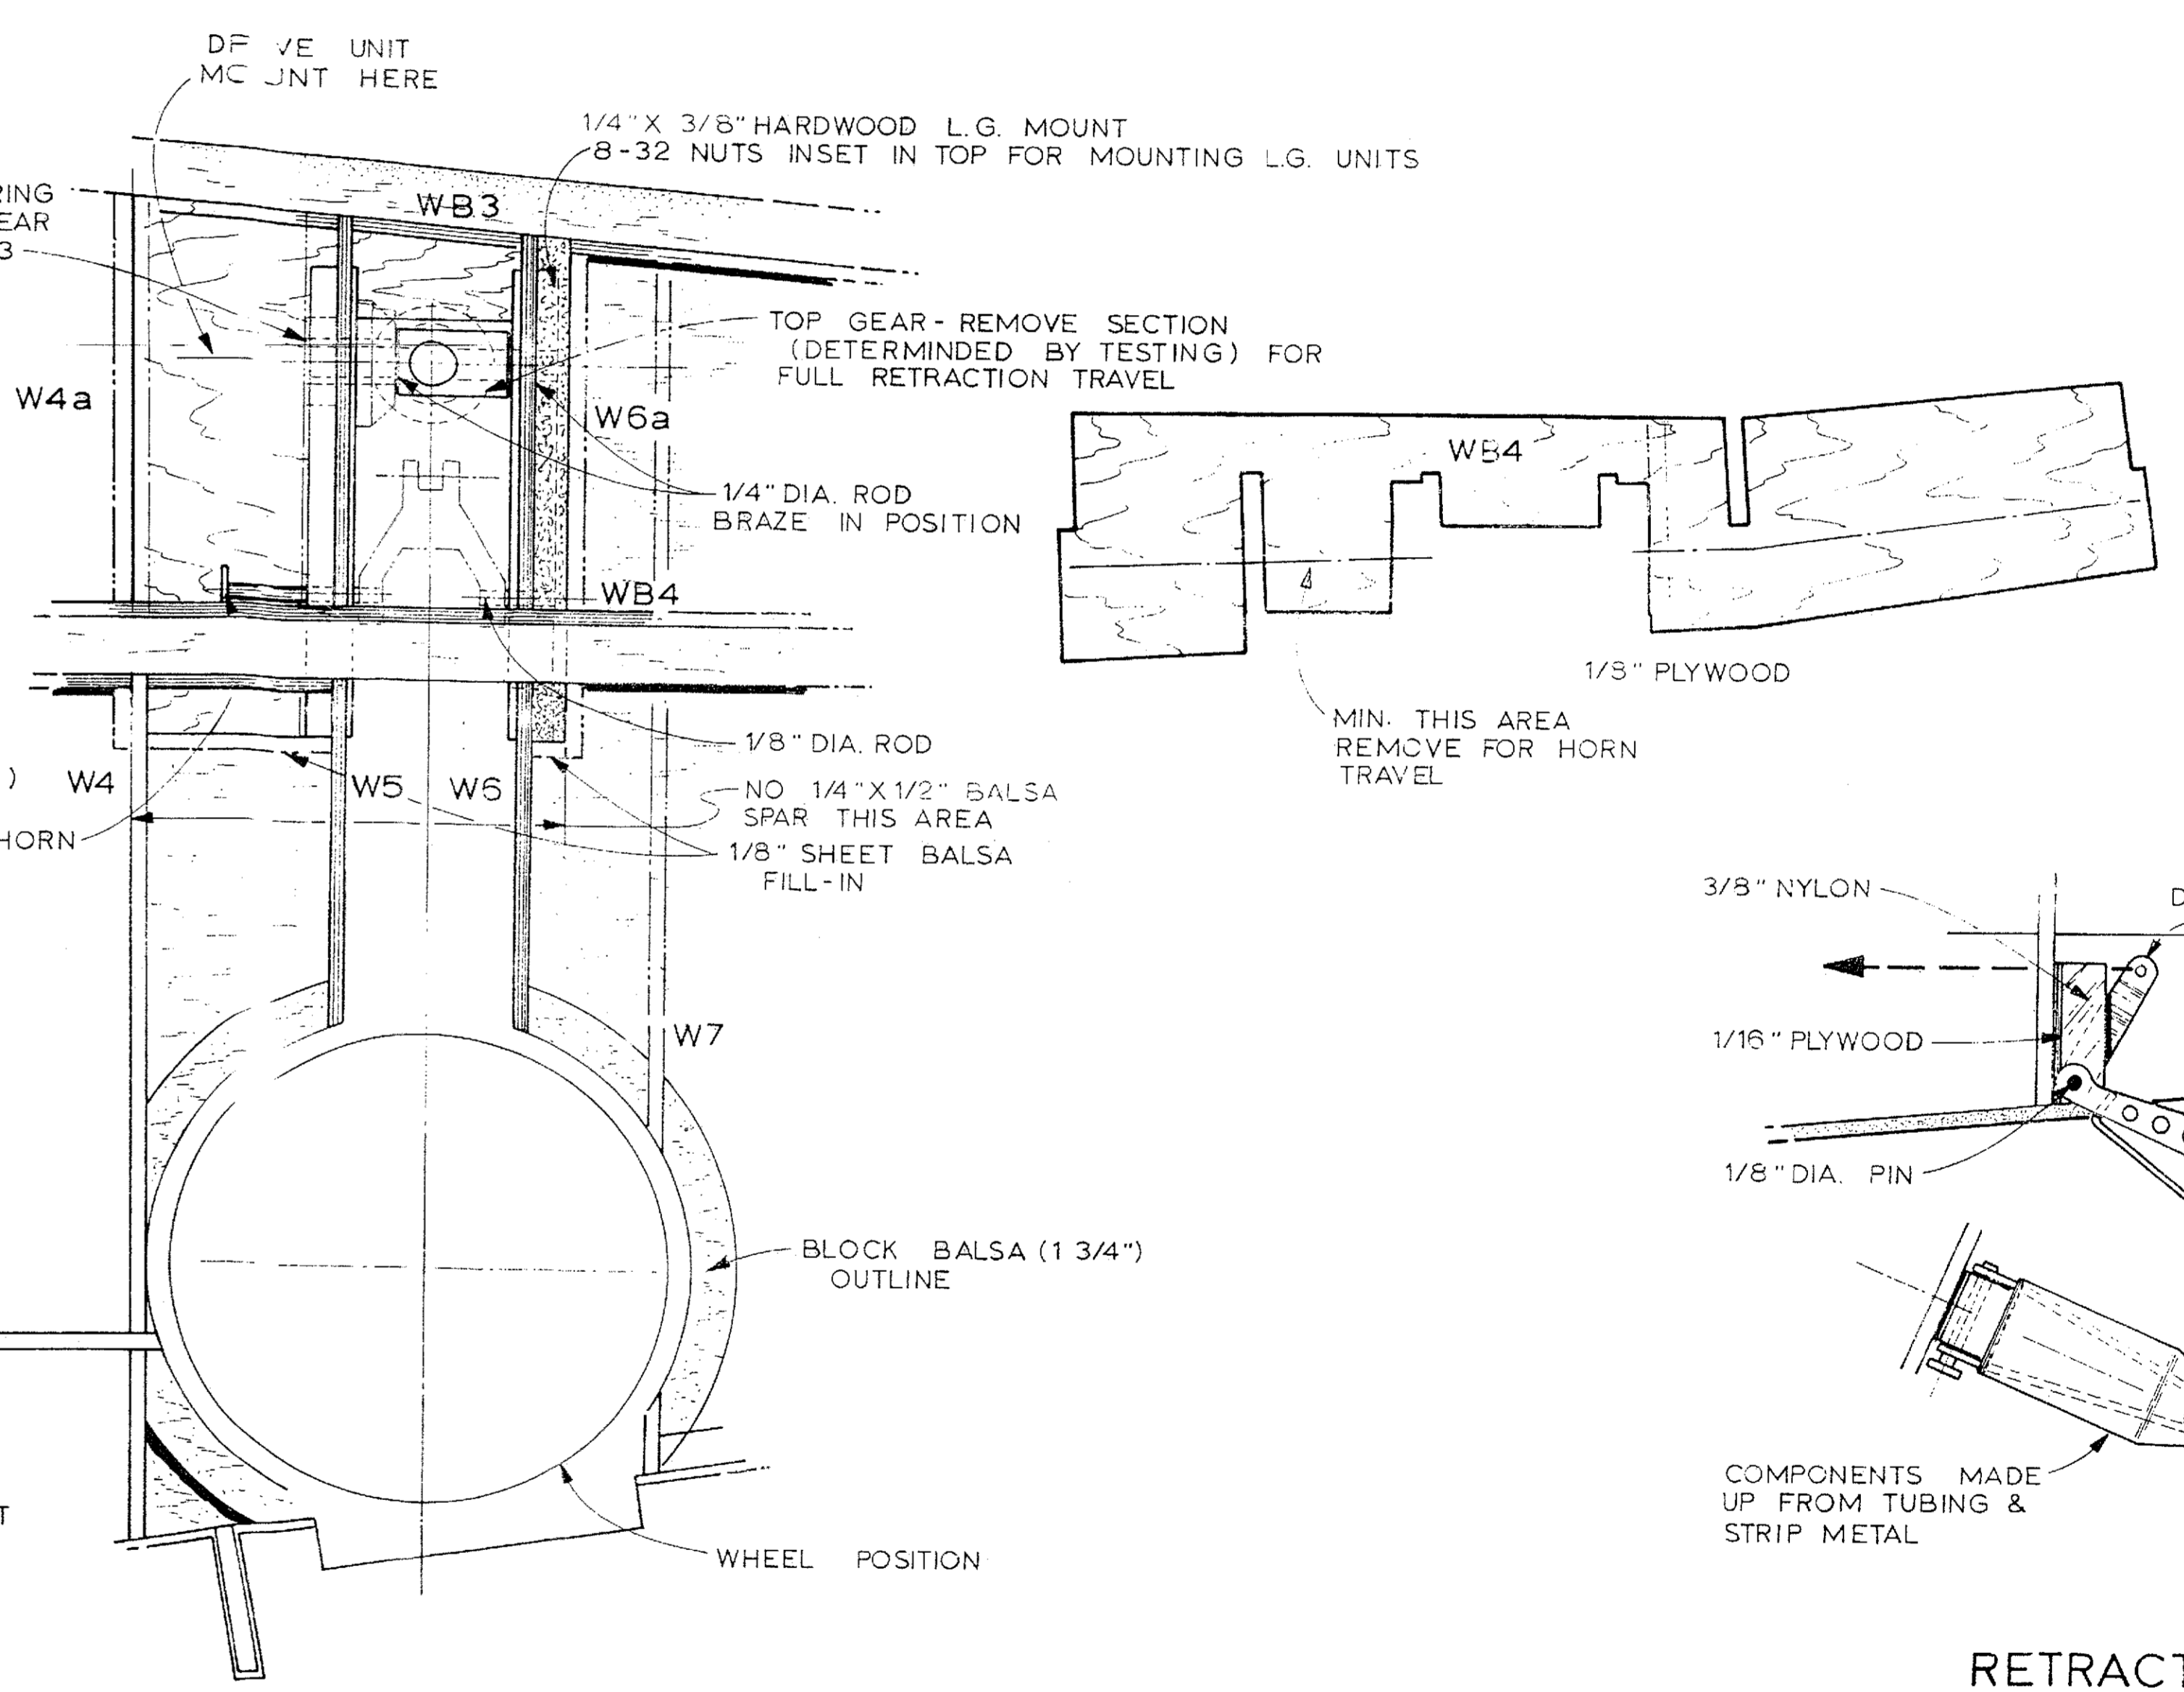 UNIT
HERE
1/4" X 3/8" HARDWOOD L.G. MOUNT
8-32 NUTS INSET IN TOP FOR MOUNTING L.G. UNITS
WB3
TOP GEAR - REMOVE SECTION
(DETERMINDED BY TESTING) FOR
FULL RETRACTION TRAVEL
W4a
W6a
1/4" DIA. ROD
BRAZE IN POSITION
WB4
WB4
1/8" PLYWOOD
MIN. THIS AREA
REMOVE FOR HORN
TRAVEL
1/8" DIA. ROD
W4
W5
W6
NO 1/4" X 1/2" BALSA
SPAR THIS AREA
HORN
1/8" SHEET BALSA
FILL-IN
W7
3/8" NYLON
1/16" PLYWOOD
1/8" DIA. PIN
BLOCK BALSA (1 3/4")
OUTLINE
COMPONENTS MADE
UP FROM TUBING &
STRIP METAL
WHEEL POSITION
RETRACT